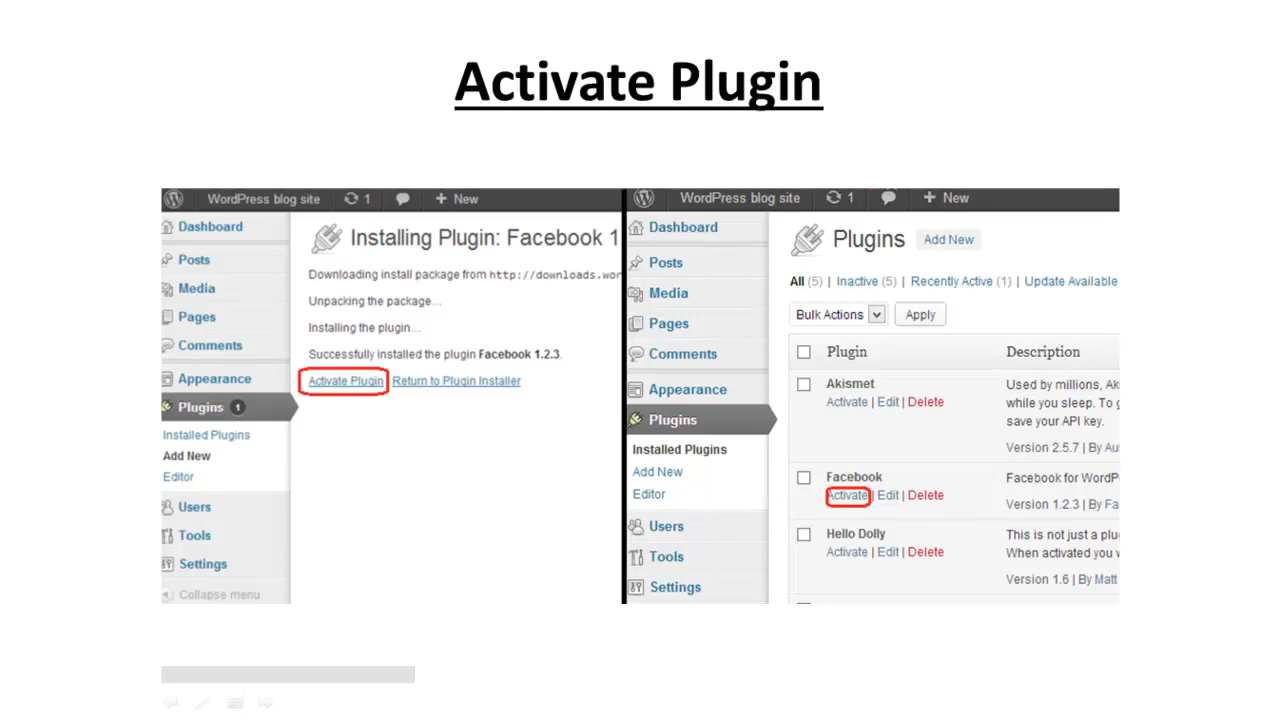 Activate Plugin
WordPress blog site 1 New
Dashboard
Posts
Media
Pages
Comments
Appearance
Plugins 1
Installed Plugins
Add New
Editor
Users
Tools
Settings
Collapse menu
Installing Plugin: Facebook 1
Downloading install package from http://downloads.wor
Unpacking the package…
Installing the plugin…
Successfully installed the plugin Facebook 1.2.3.
Activate Plugin Return to Plugin Installer
WordPress blog site 1 New
Dashboard
Posts
Media
Pages
Comments
Appearance
Plugins
Installed Plugins
Add New
Editor
Users
Tools
Settings
Plugins Add New
All (5) | Inactive (5) | Recently Active (1) | Update Available
Bulk Actions Apply
Plugin Description
Akismet
Activate | Edit | Delete
Used by millions, Ak
while you sleep. To g
save your API key.
Version 2.5.7 | By Au
Facebook
Activate | Edit | Delete
Facebook for WordP
Version 1.2.3 | By Fa
Hello Dolly
Activate | Edit | Delete
This is not just a plu
When activated you w
Version 1.6 | By Matt